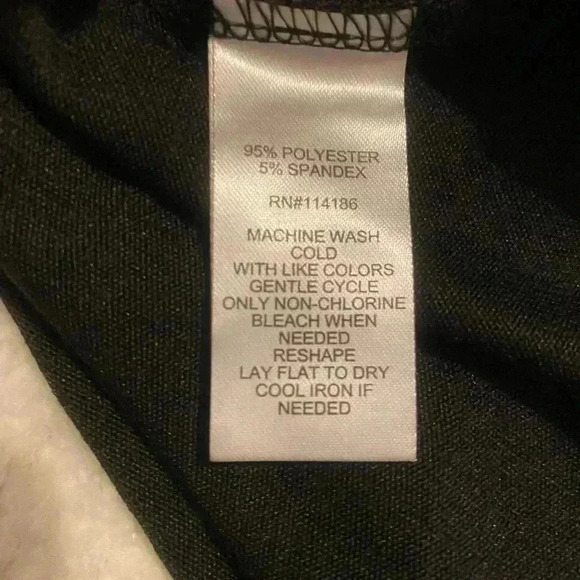 95% POLYESTER
5% SPANDEX
RN#114186
MACHINE WASH
COLD
WITH LIKE COLORS
GENTLE CYCLE
ONLY NON-CHLORINE
BLEACH WHEN
NEEDED
RESHAPE
LAY FLAT TO DRY
COOL IRON IF
NEEDED